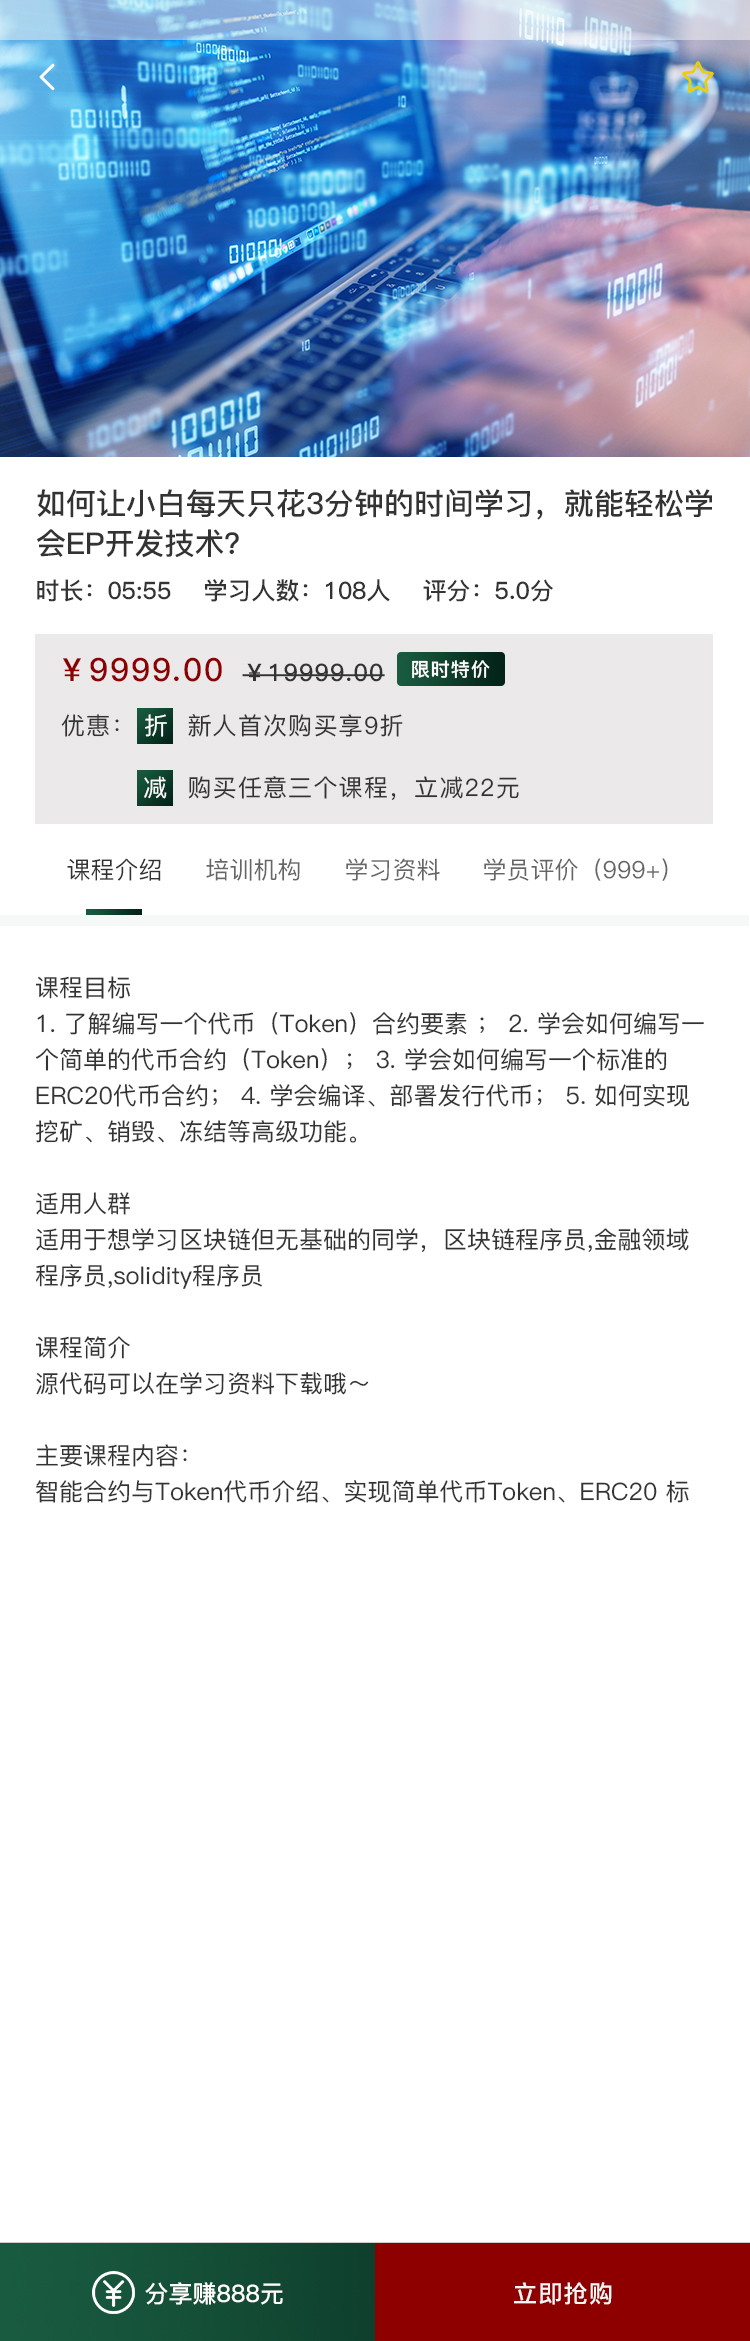 如何让小白每天只花3分钟的时间学习，就能轻松学
会EP开发技术？
时长：05:55 学习人数：108人 评分：5.0分
￥9999.00 ￥19999.00 限时特价
优惠：折 新人首次购买享9折
减 购买任意三个课程，立减22元
课程介绍 培训机构 学习资料 学员评价（999+）
课程目标
1. 了解编写一个代币（Token）合约要素 ； 2. 学会如何编写一
个简单的代币合约（Token）； 3. 学会如何编写一个标准的
ERC20代币合约； 4. 学会编译、部署发行代币； 5. 如何实现
挖矿、销毁、冻结等高级功能。
适用人群
适用于想学习区块链但无基础的同学，区块链程序员,金融领域
程序员,solidity程序员
课程简介
源代码可以在学习资料下载哦～
主要课程内容：
智能合约与Token代币介绍、实现简单代币Token、ERC20 标
分享赚888元 立即抢购